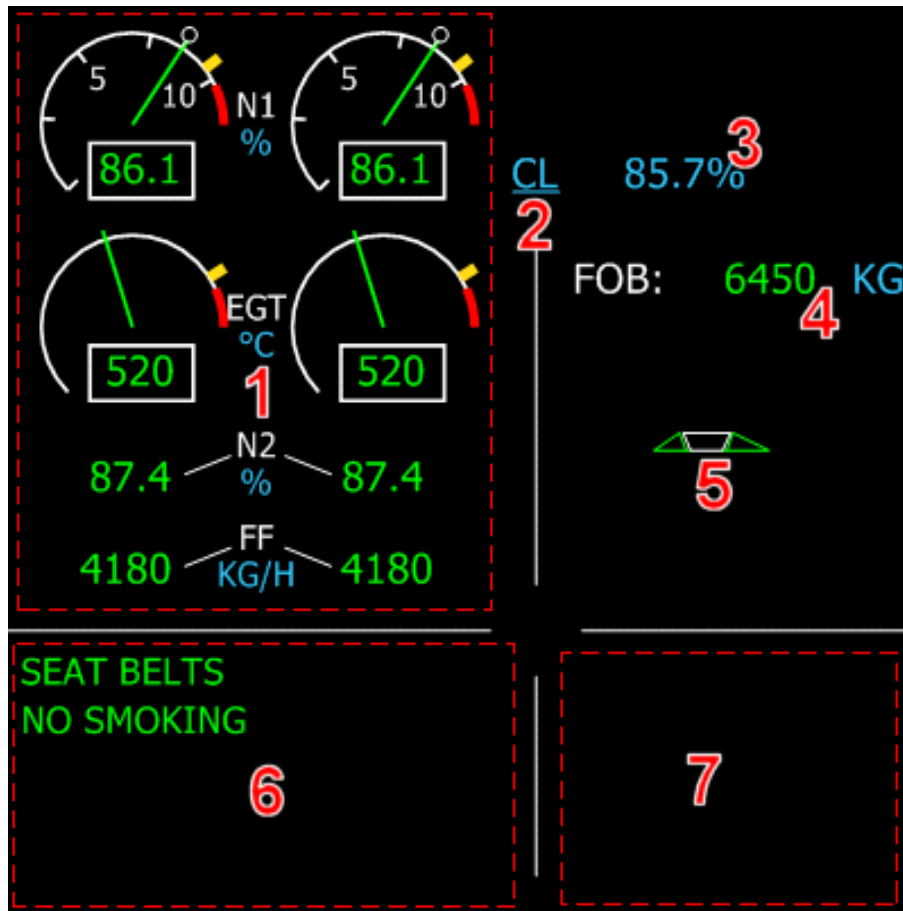 5 10 N1 5 10
%
86.1 86.1
CL 85.7% 3
2
FOB: 6450 KG
4
EGT
°C
520 520
1
N2
87.4 % 87.4
5
FF
4180 KG/H 4180
SEAT BELTS
NO SMOKING
6 7